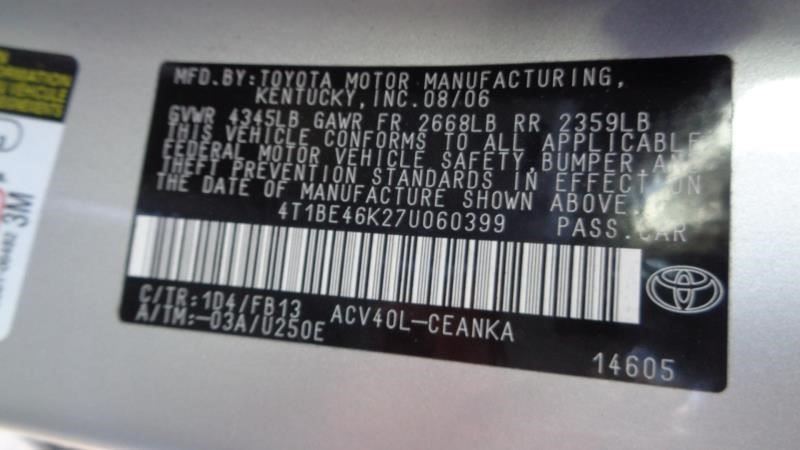 MFD.BY:TOYOTA MOTOR MANUFACTURING,
KENTUCKY,INC.08/06
GVWR 4345LB GAWR FR 2668LB RR 2359LB
THIS VEHICLE CONFORMS TO ALL APPLICABLE
FEDERAL MOTOR VEHICLE SAFETY,BUMPER AND
THEFT PREVENTION STANDARDS IN EFFECT ON
THE DATE OF MANUFACTURE SHOWN ABOVE.
4T1BE46K27U060399 PASS.CAR
C/TR:1D4/FB13
A/TM:-03A/U250E ACV40L-CEANKA
14605
3M